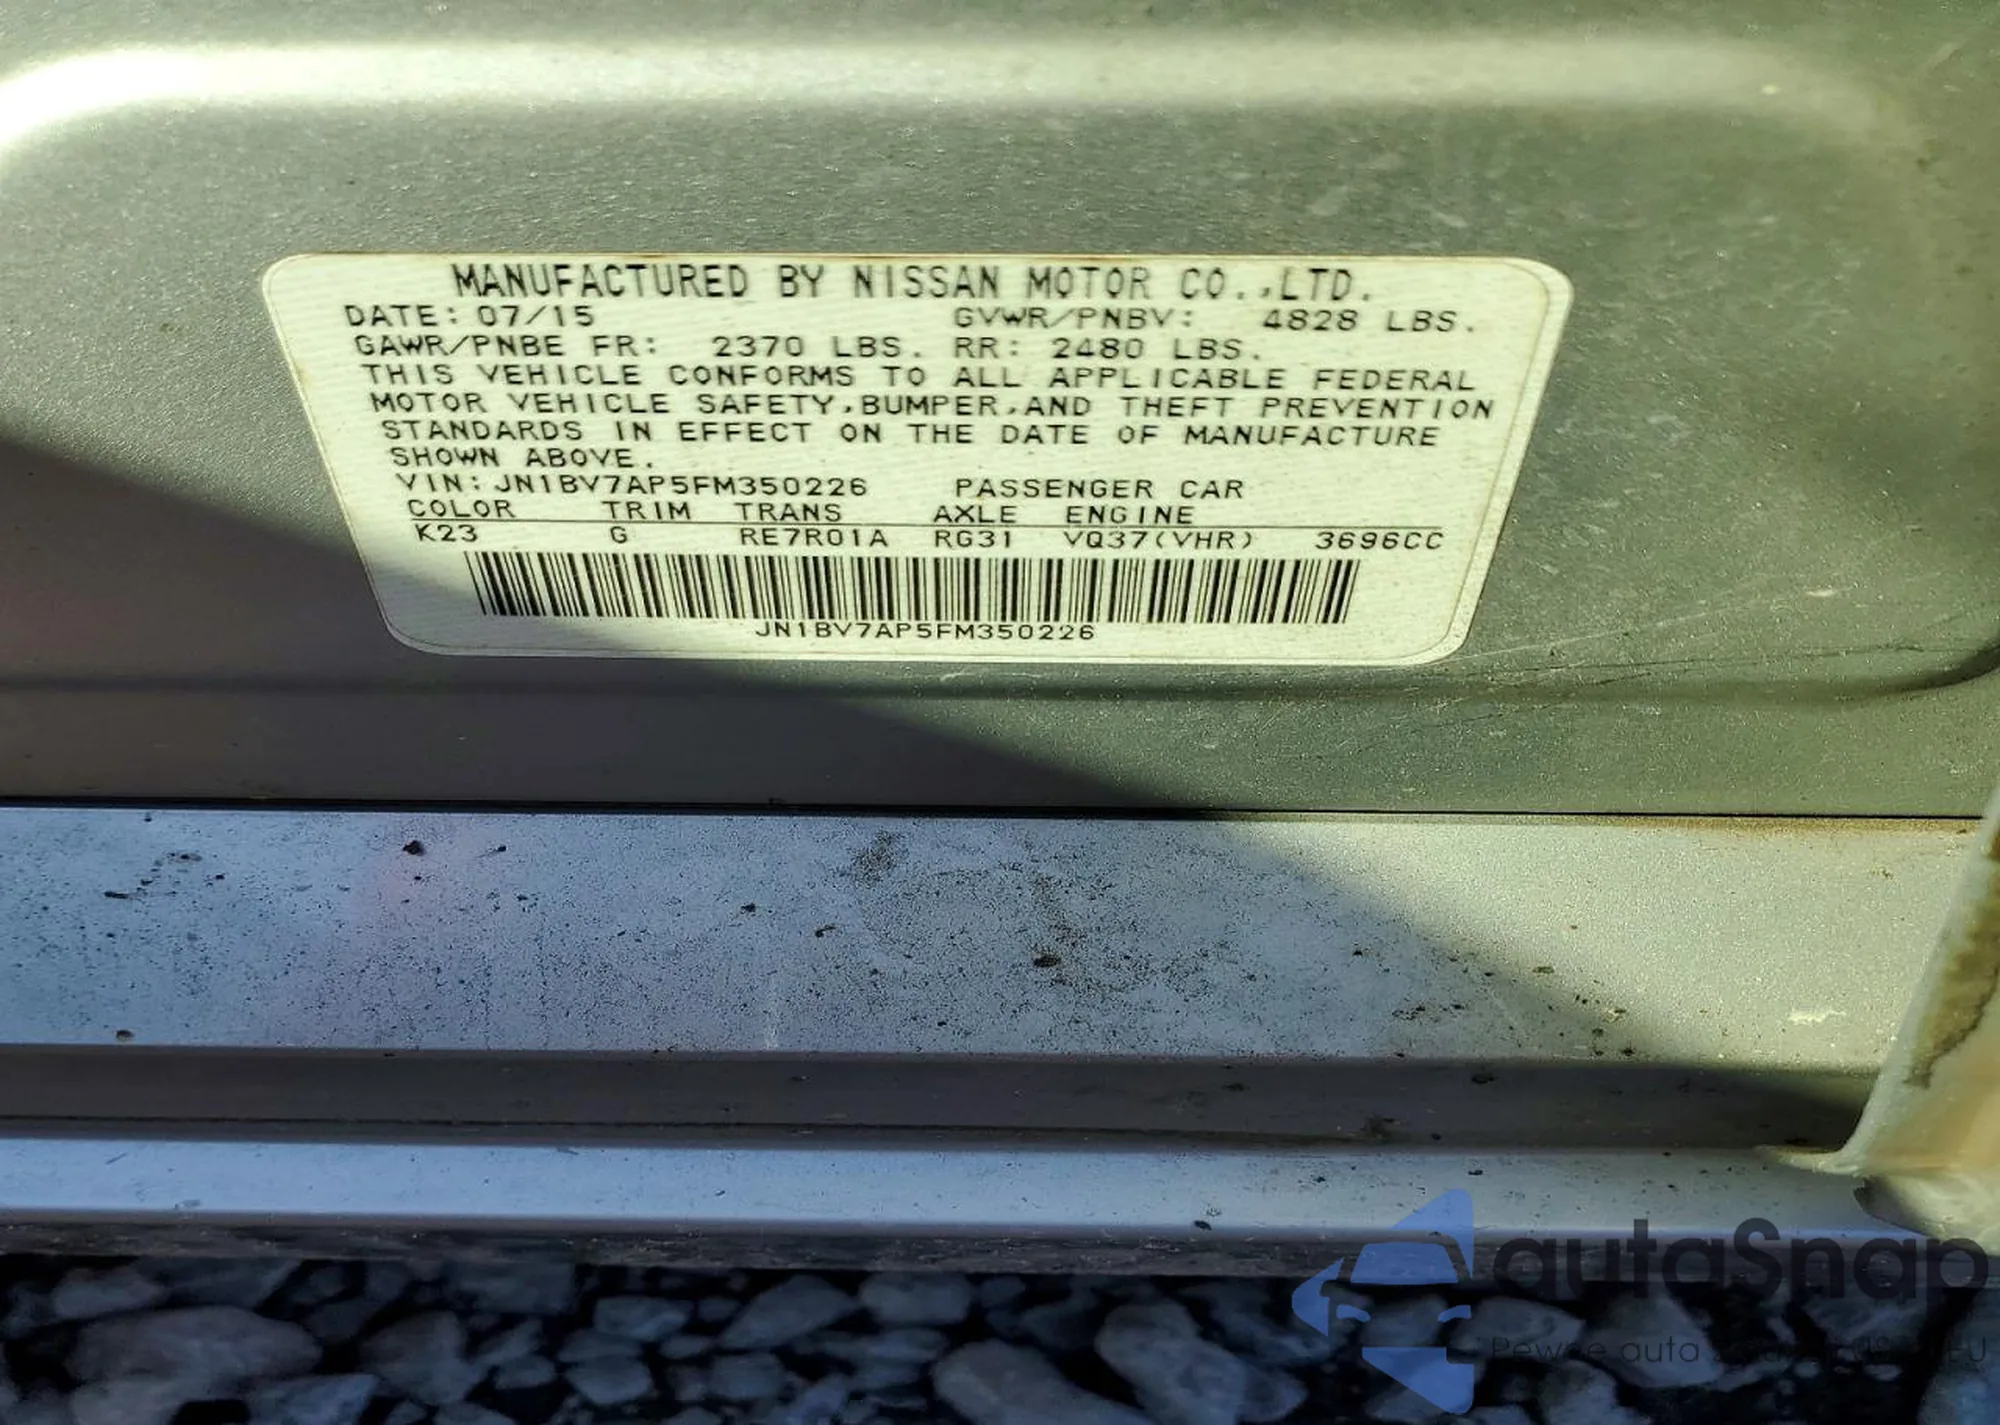 MANUFACTURED BY NISSAN MOTOR CO.,LTD.
DATE: 07/15 GVWR/PNBV: 4828 LBS.
GAWR/PNBE FR: 2370 LBS. RR: 2480 LBS.
THIS VEHICLE CONFORMS TO ALL APPLICABLE FEDERAL
MOTOR VEHICLE SAFETY,BUMPER,AND THEFT PREVENTION
STANDARDS IN EFFECT ON THE DATE OF MANUFACTURE
SHOWN ABOVE.
VIN: JN1BV7AP5FM350226 PASSENGER CAR
COLOR TRIM TRANS AXLE ENGINE
K23 G RE7R01A RG31 VQ37(VHR) 3696CC
JN1BV7AP5FM350226
autaSnap
Pewne auta